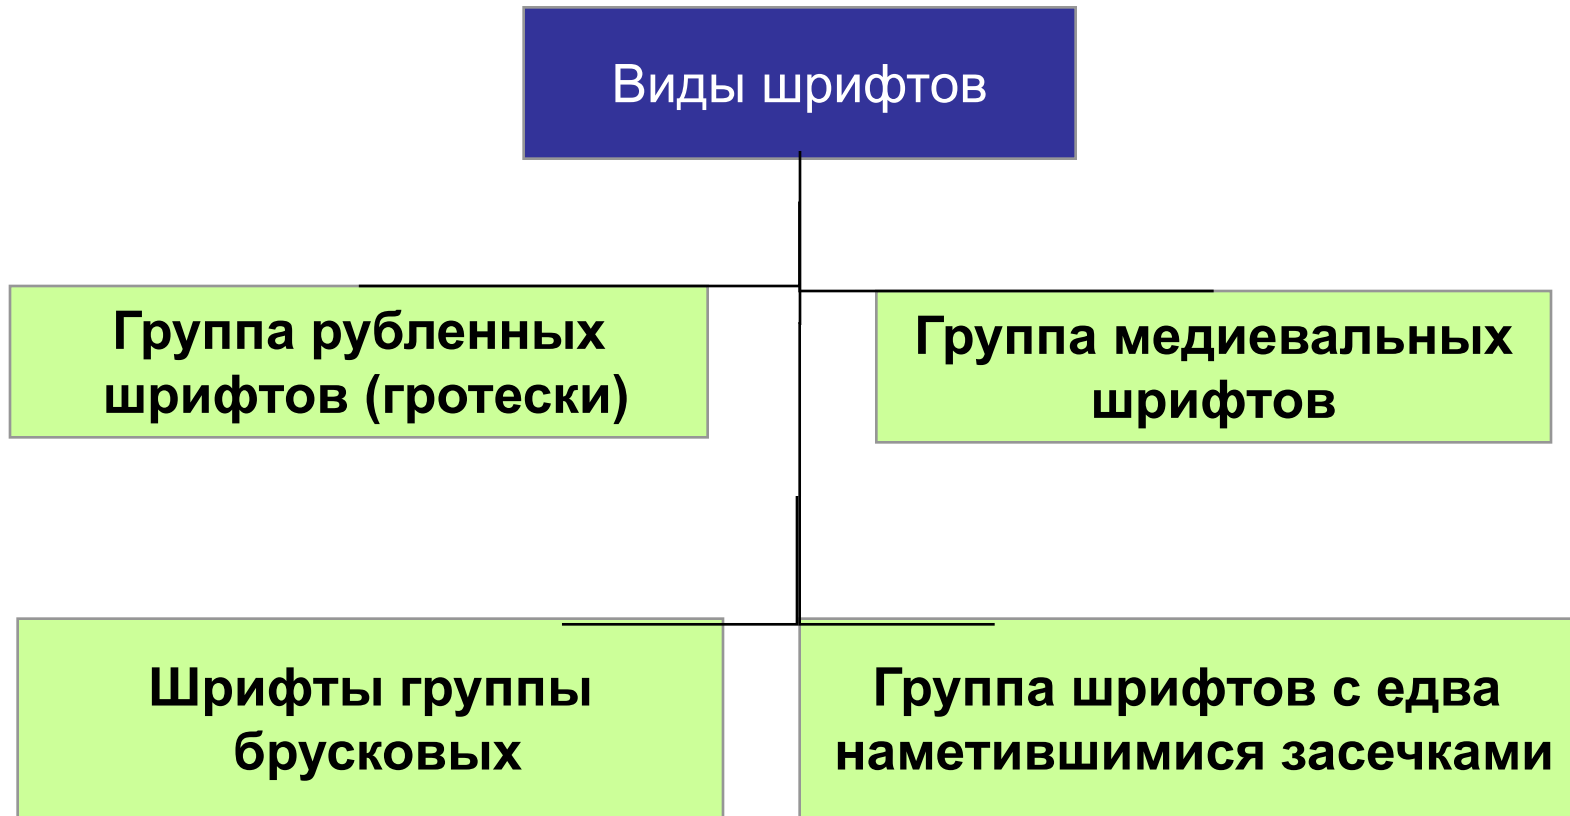 Виды шрифтов
Группа рубленных
шрифтов (гротески)
Группа медиевальных
шрифтов
Шрифты группы
брусковых
Группа шрифтов с едва
наметившимися засечками